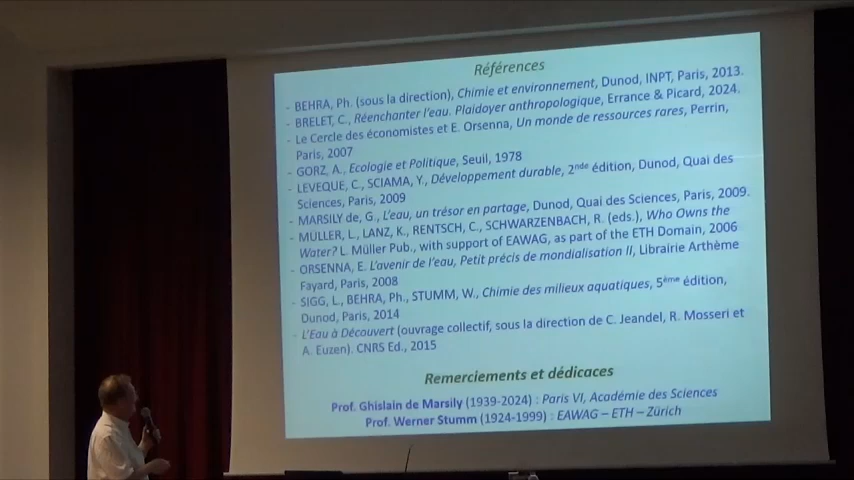 Références
- BEHRA, Ph. (sous la direction), Chimie et environnement, Dunod, INPT, Paris, 2013.
- BRELET, C., Réenchanter l'eau. Plaidoyer anthropologique, Errance & Picard, 2024.
- Le Cercle des économistes et E. Orsenna, Un monde de ressources rares, Perrin,
Paris, 2007
- GORZ, A., Ecologie et Politique, Seuil, 1978
- LEVEQUE, C., SCIAMA, Y., Développement durable, 2nde édition, Dunod, Quai des
Sciences, Paris, 2009
- MARSILY de, G., L'eau, un trésor en partage, Dunod, Quai des Sciences, Paris, 2009.
- MÜLLER, L., LANZ, K., RENTSCH, C., SCHWARZENBACH, R. (eds.), Who Owns the
Water? L. Müller Pub., with support of EAWAG, as part of the ETH Domain, 2006
- ORSENNA, E. L'avenir de l'eau, Petit précis de mondialisation II, Librairie Arthème
Fayard, Paris, 2008
- SIGG, L., BEHRA, Ph., STUMM, W., Chimie des milieux aquatiques, 5ème édition,
Dunod, Paris, 2014
- L'Eau à Découvert (ouvrage collectif, sous la direction de C. Jeandel, R. Mosseri et
A. Euzen). CNRS Ed., 2015
Remerciements et dédicaces
Prof. Ghislain de Marsily (1939-2024) : Paris VI, Académie des Sciences
Prof. Werner Stumm (1924-1999) : EAWAG – ETH – Zürich